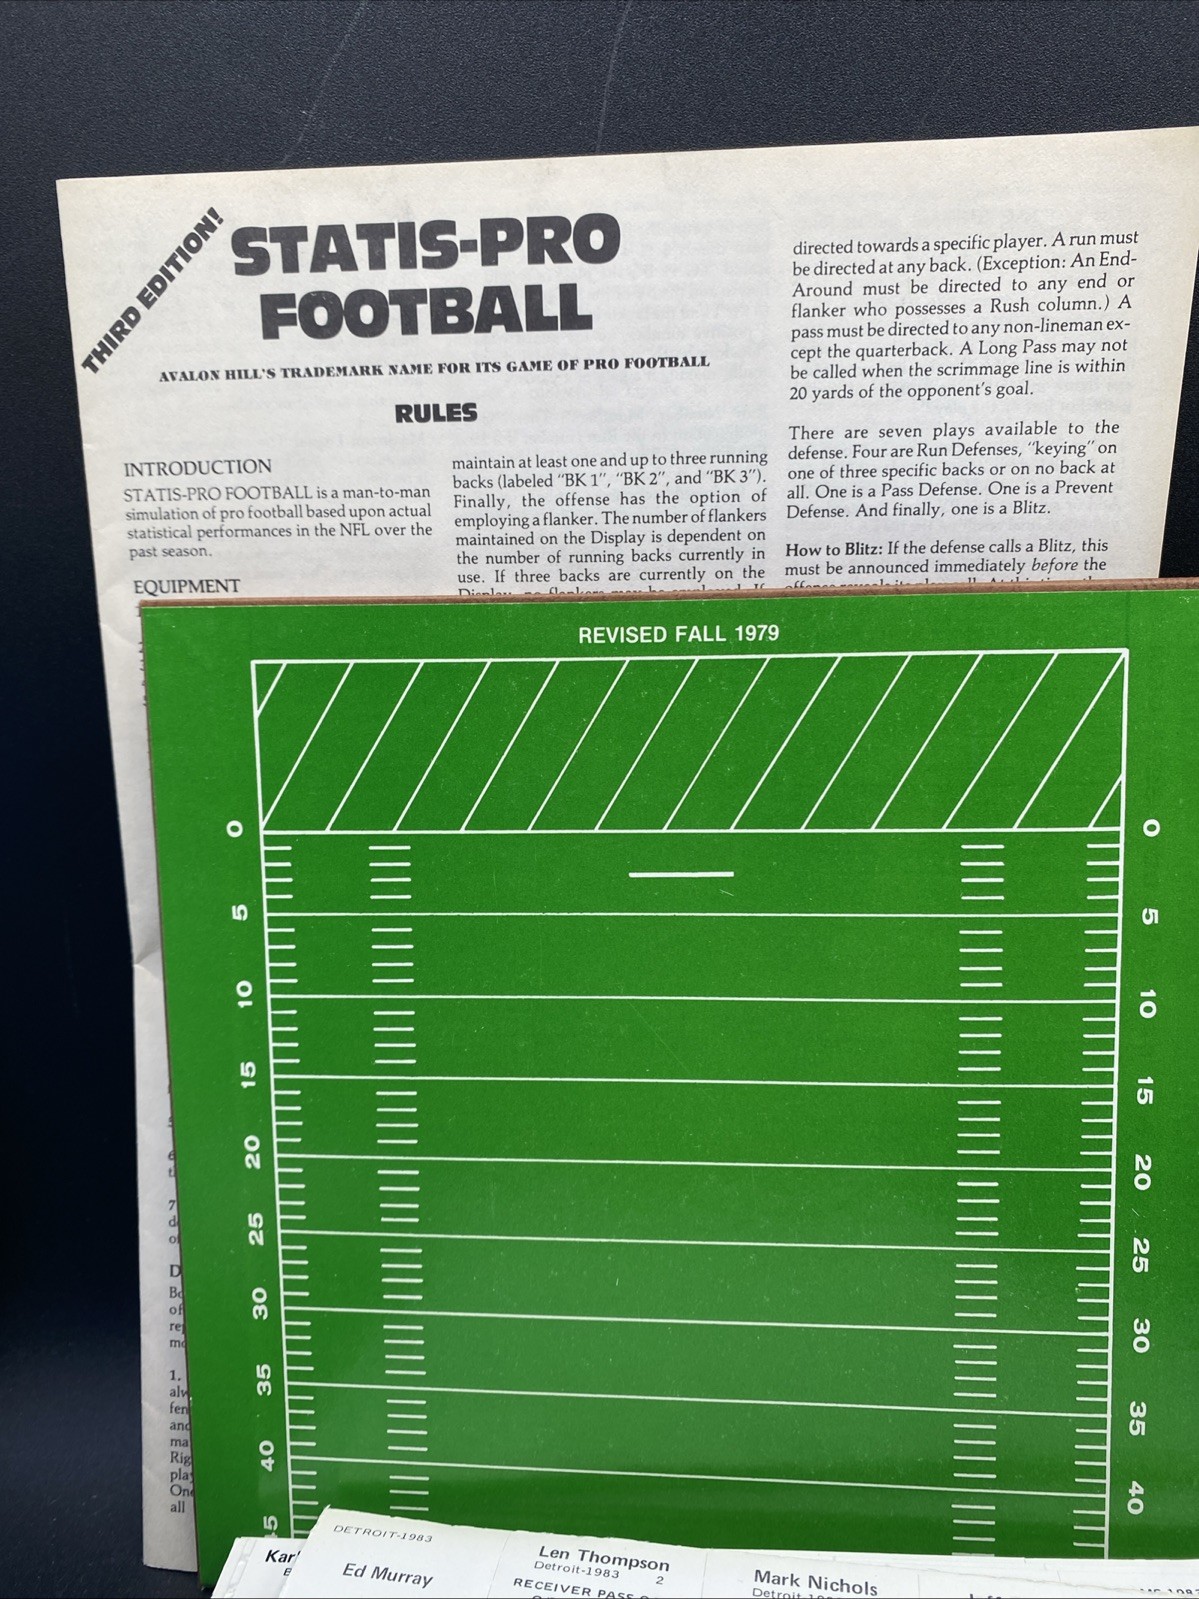 THIRD EDITION!
STATIS-PRO
FOOTBALL
AVALON HILL'S TRADEMARK NAME FOR ITS GAME OF PRO FOOTBALL
RULES
INTRODUCTION
STATIS-PRO FOOTBALL is a man-to-man
simulation of pro football based upon actual
statistical performances in the NFL over the
past season.
EQUIPMENT
maintain at least one and up to three running
backs (labeled "BK 1", "BK 2", and "BK 3").
Finally, the offense has the option of
employing a flanker. The number of flankers
maintained on the Display is dependent on
the number of running backs currently in
use. If three backs are currently on the
directed towards a specific player. A run must
be directed at any back. (Exception: An End-
Around must be directed to any end or
flanker who possesses a Rush column.) A
pass must be directed to any non-lineman ex-
cept the quarterback. A Long Pass may not
be called when the scrimmage line is within
20 yards of the opponent's goal.
There are seven plays available to the
defense. Four are Run Defenses, "keying" on
one of three specific backs or on no back at
all. One is a Pass Defense. One is a Prevent
Defense. And finally, one is a Blitz.
How to Blitz: If the defense calls a Blitz, this
must be announced immediately before the
7
D
of
1.
and
all
REVISED FALL 1979
0 0
5 5
10 10
15 15
20 20
25 25
30 30
35 35
40 40
DETROIT-1983
Ed Murray
Len Thompson
Detroit-1983
2
RECEIVER PASS
Mark Nichols